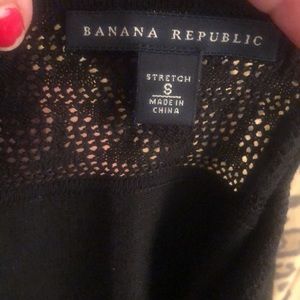 BANANA REPUBLIC
STRETCH
S
MADE IN
CHINA